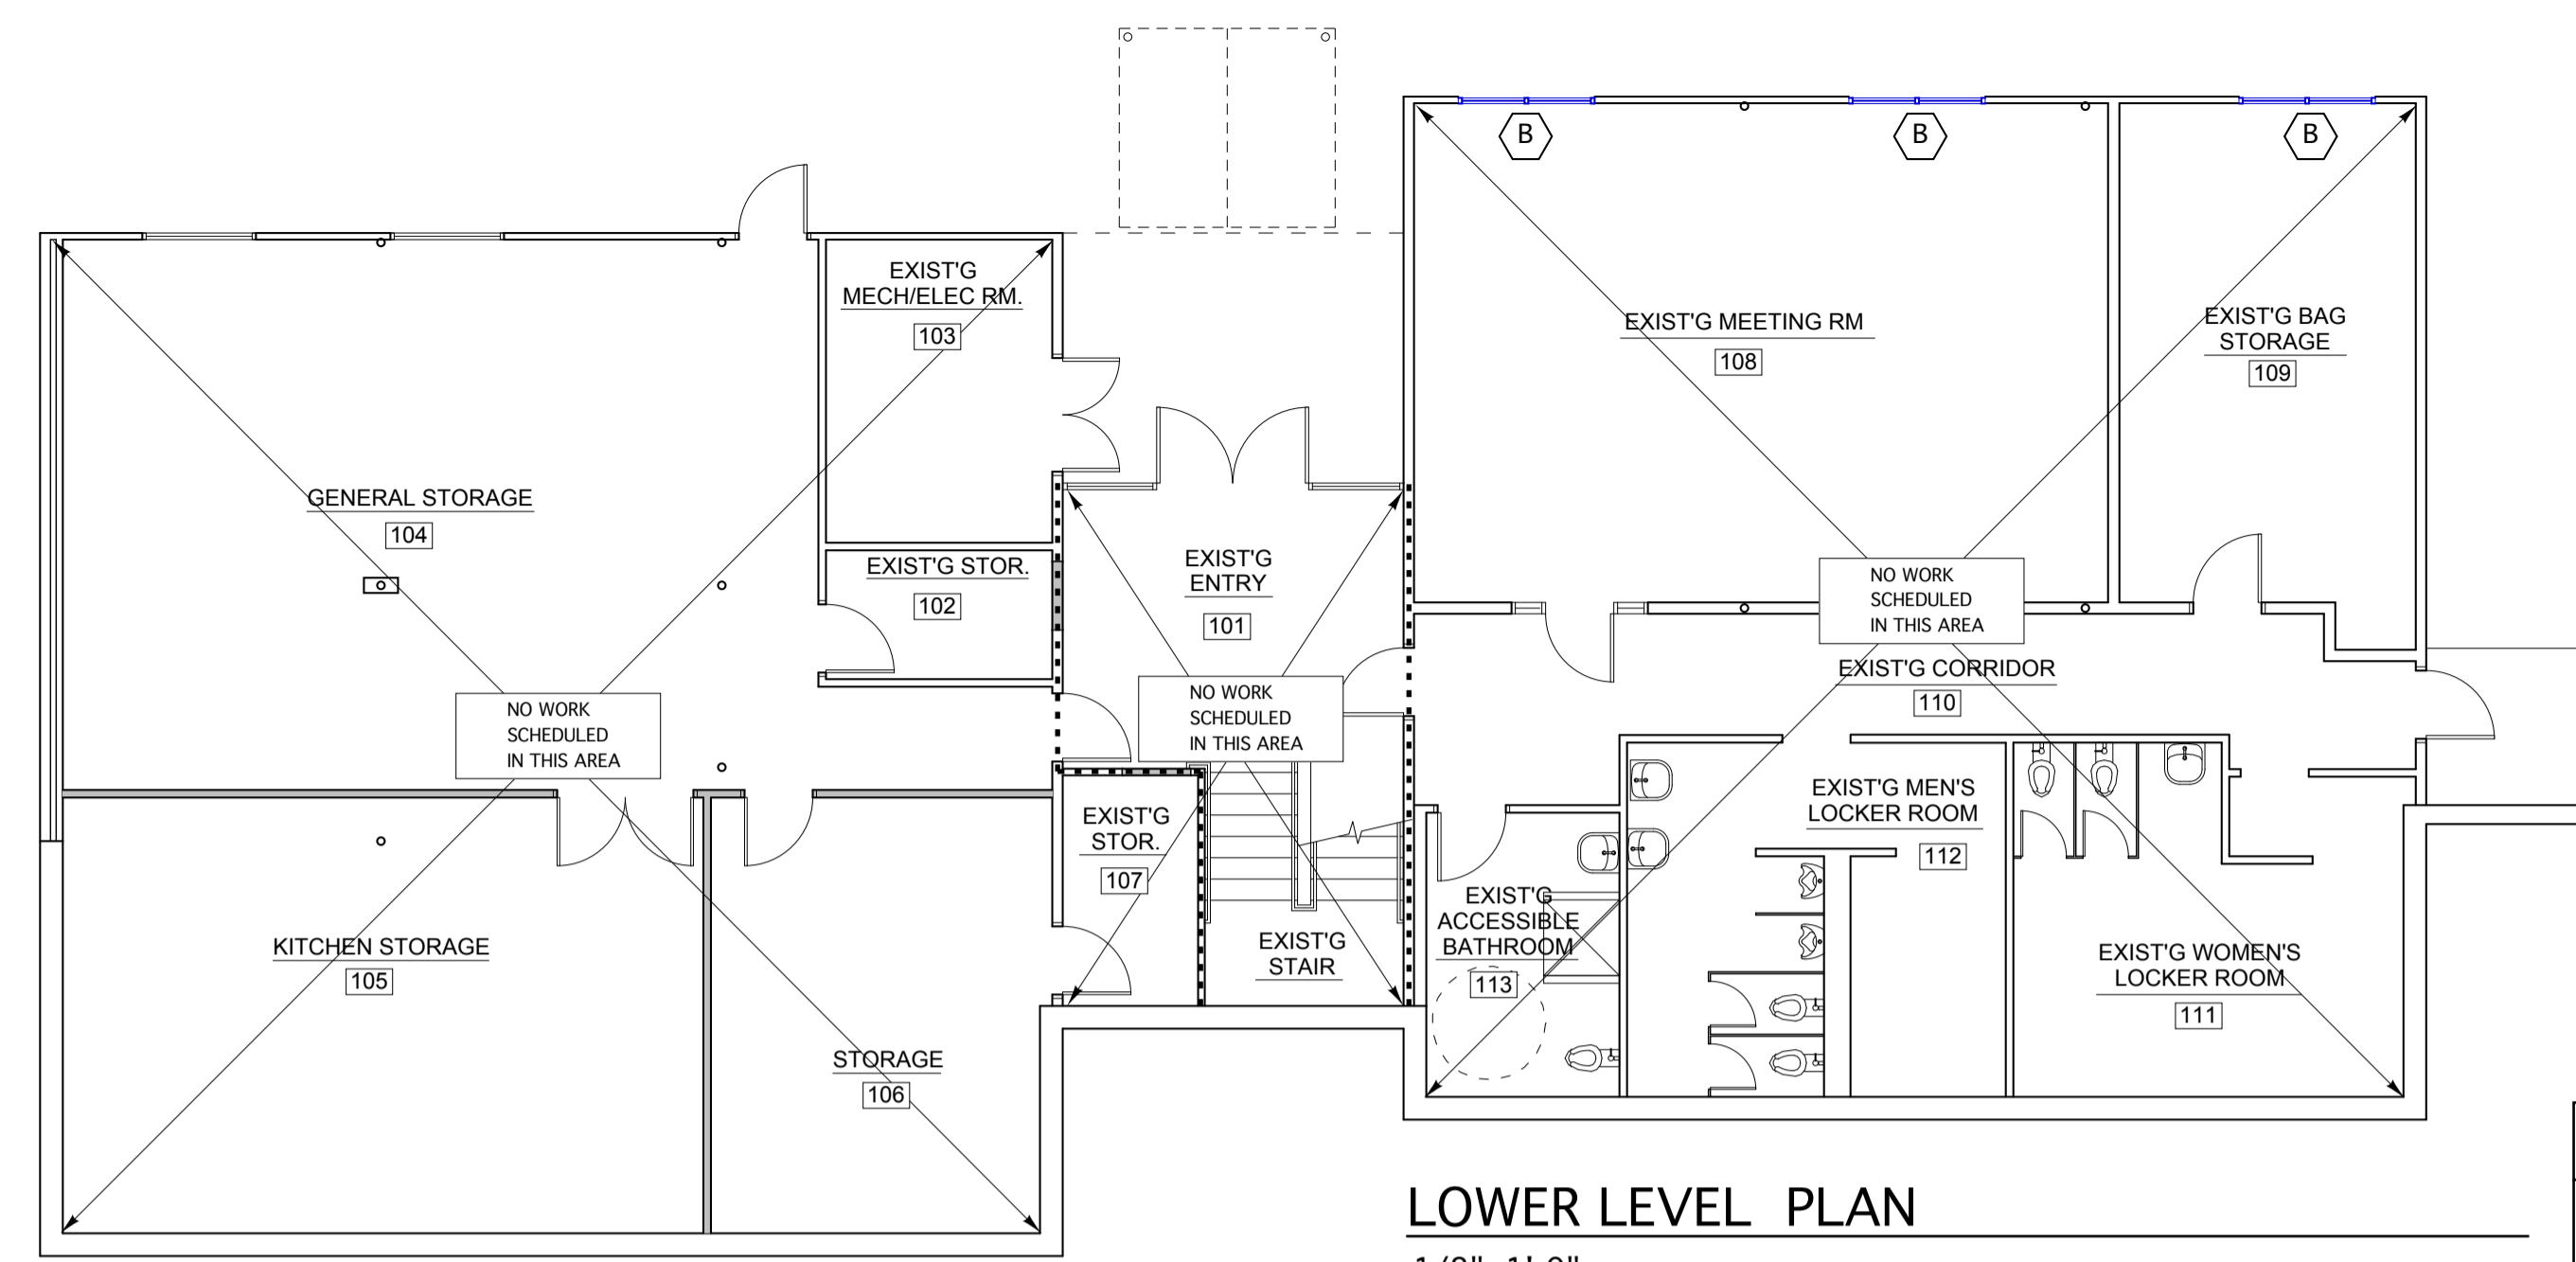 B
B
B
EXIST'G
MECH/ELEC RM.
103
EXIST'G MEETING RM
108
EXIST'G BAG
STORAGE
109
GENERAL STORAGE
104
EXIST'G STOR.
102
EXIST'G
ENTRY
101
NO WORK
SCHEDULED
IN THIS AREA
EXIST'G CORRIDOR
110
NO WORK
SCHEDULED
IN THIS AREA
NO WORK
SCHEDULED
IN THIS AREA
EXIST'G
STOR.
107
EXIST'G MEN'S
LOCKER ROOM
112
EXIST'G
ACCESSIBLE
BATHROOM
113
KITCHEN STORAGE
105
EXIST'G
STAIR
EXIST'G WOMEN'S
LOCKER ROOM
111
STORAGE
106
LOWER LEVEL PLAN